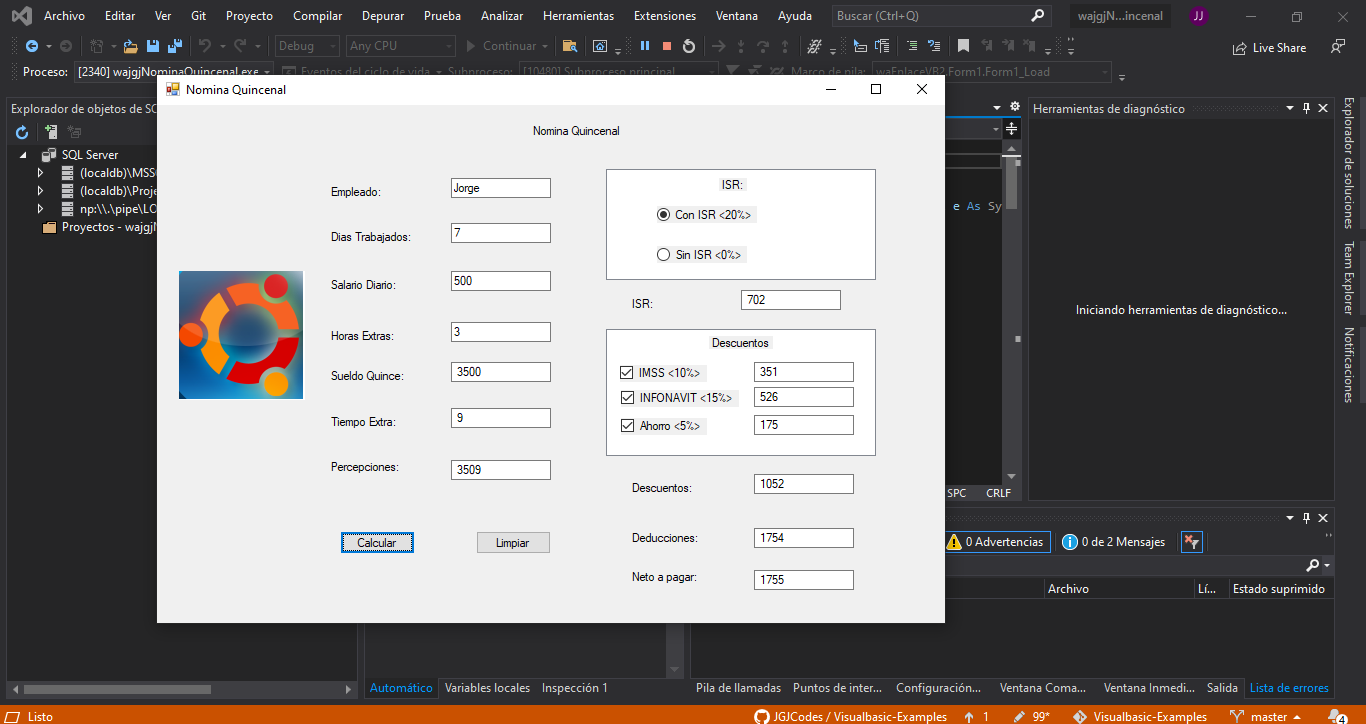 Archivo Editar Ver Git Proyecto Compilar Depurar Prueba Analizar Herramientas Extensiones Ventana Ayuda Buscar (Ctrl+Q) wajgjN...incenal JJ
Debug Any CPU Continuar Live Share
Proceso: [2340] wajgjNominaQuincenal.exe Eventos del ciclo de vida Subproceso: [10480] Subproceso principal Marco de pila: waEnlaceVB2.Form1.Form1_Load
Nomina Quincenal
Explorador de objetos de SC
Herramientas de diagnóstico
SQL Server
(localdb)\MSS
(localdb)\Proje
np:\\.\pipe\LO
Proyectos - wajgjN
Nomina Quincenal
Empleado: Jorge
Dias Trabajados: 7
Salario Diario: 500
Horas Extras: 3
Sueldo Quince: 3500
Tiempo Extra: 9
Percepciones: 3509
Calcular Limpiar
ISR:
Con ISR <20%>
Sin ISR <0%>
ISR: 702
Descuentos
IMSS <10%> 351
INFONAVIT <15%> 526
Ahorro <5%> 175
Descuentos: 1052
Deducciones: 1754
Neto a pagar: 1755
e As Sy
SPC CRLF
Iniciando herramientas de diagnóstico...
Explorador de soluciones
Team Explorer
Notificaciones
0 Advertencias 0 de 2 Mensajes
Archivo Lí... Estado suprimido
Automático Variables locales Inspección 1
Pila de llamadas Puntos de inter... Configuración... Ventana Coma... Ventana Inmedi... Salida Lista de errores
Listo JGJCodes / Visualbasic-Examples 1 99* Visualbasic-Examples master 4